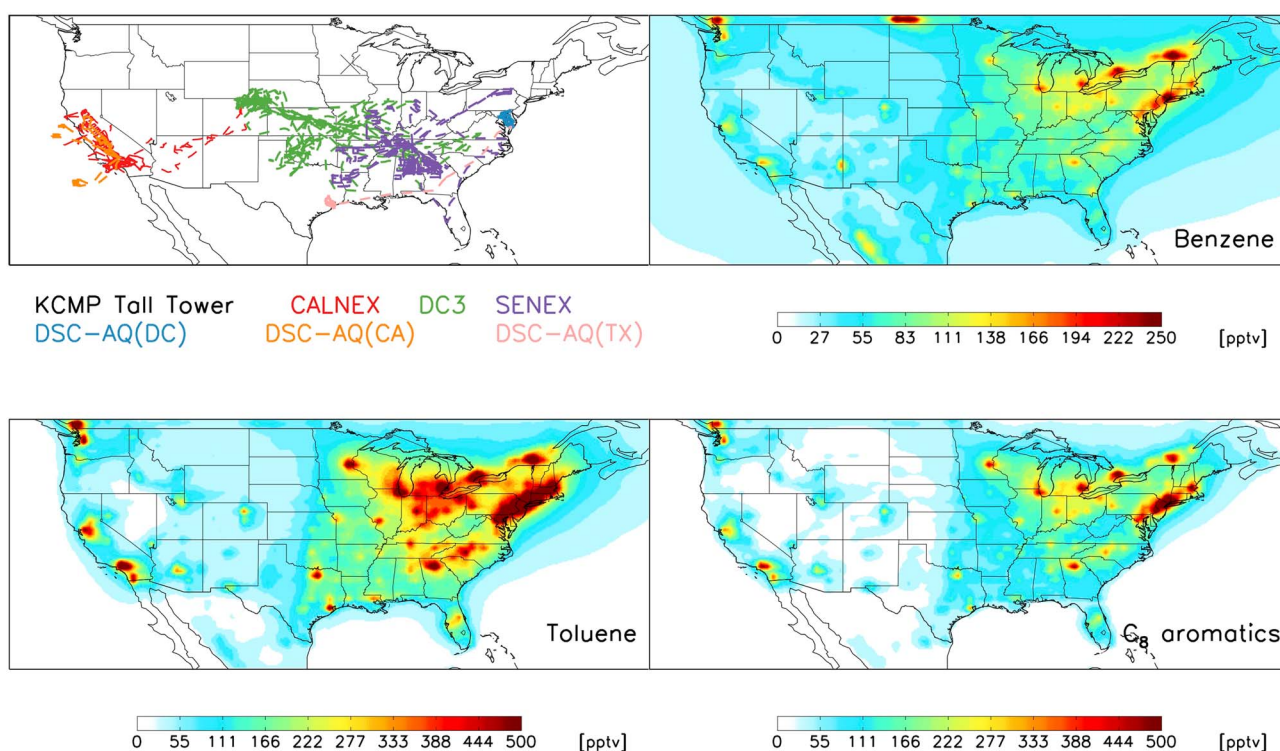 Benzene
KCMP Tall Tower CALNEX DC3 SENEX
DSC-AQ(DC) DSC-AQ(CA) DSC-AQ(TX)
0 27 55 83 111 138 166 194 222 250 [pptv]
Toluene
C8 aromatics
0 55 111 166 222 277 333 388 444 500 [pptv]
0 55 111 166 222 277 333 388 444 500 [pptv]